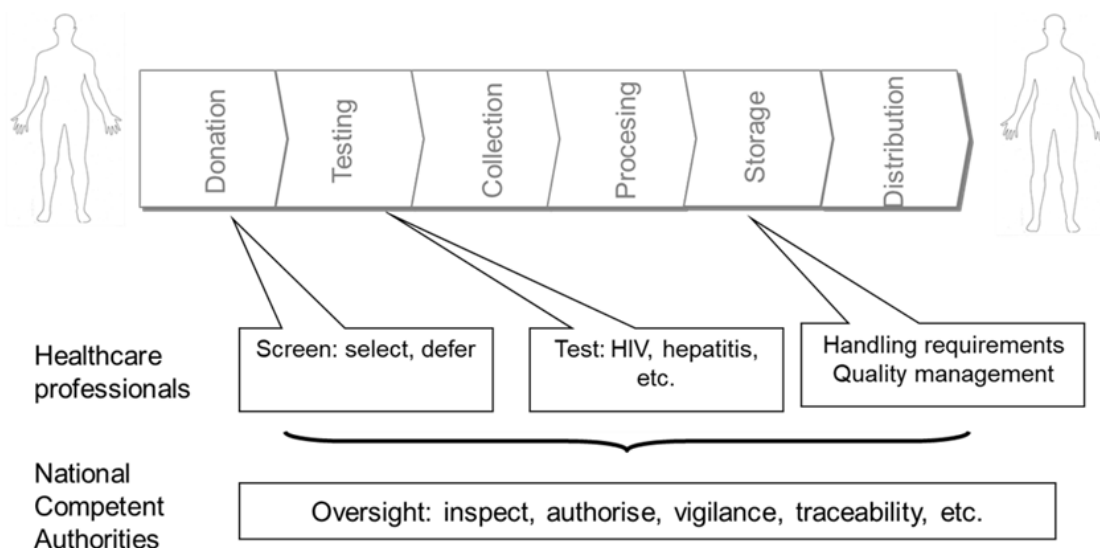 Donation
Testing
Collection
Procesing
Storage
Distribution
Healthcare
professionals
Screen: select, defer
Test: HIV, hepatitis,
etc.
Handling requirements
Quality management
National
Competent
Authorities
Oversight: inspect, authorise, vigilance, traceability, etc.